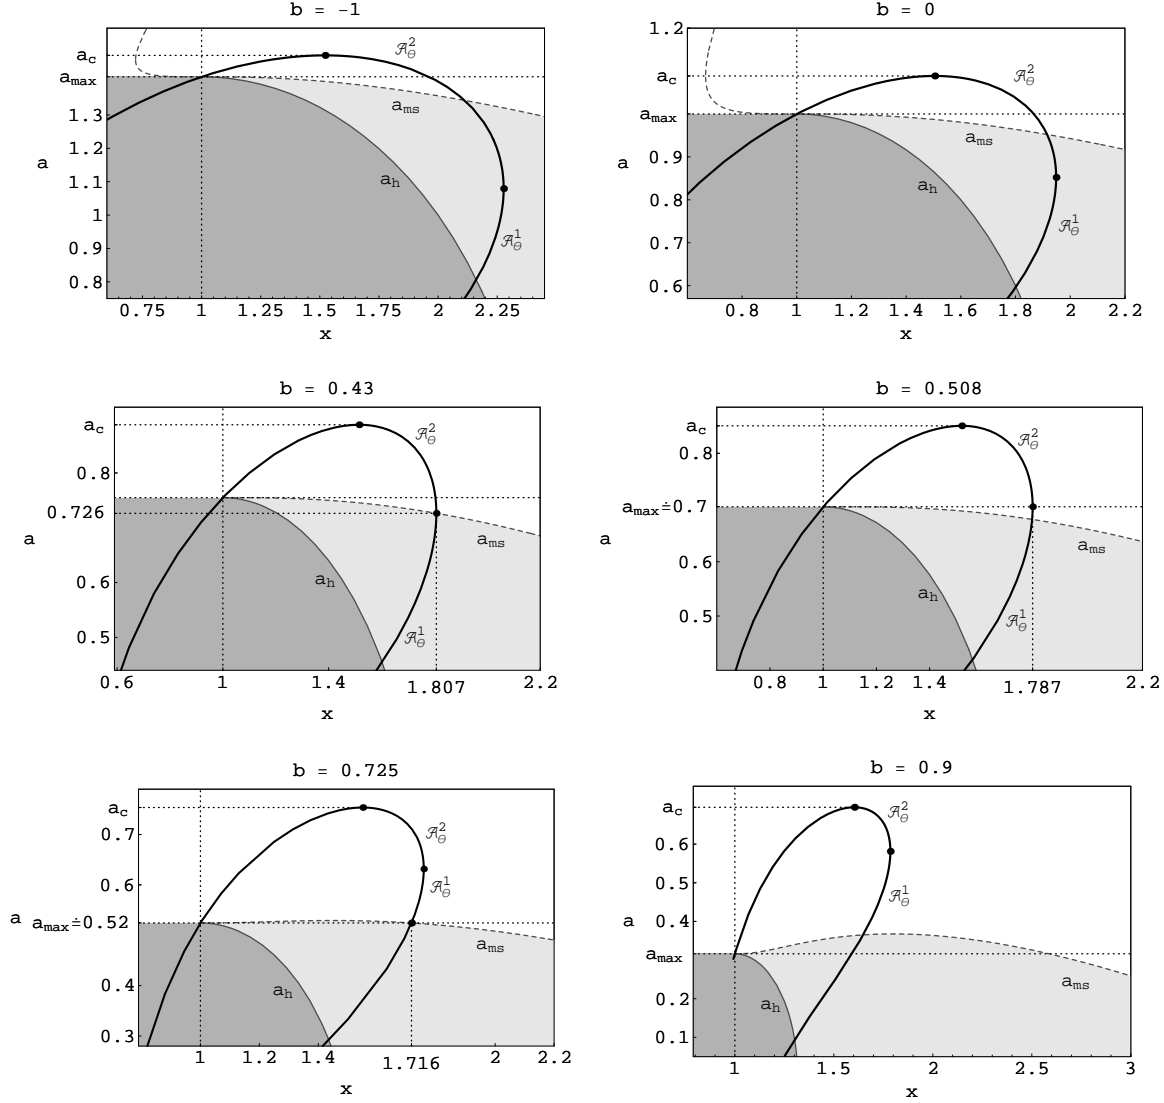 b = -1
a_c
a_max
1.3
1.2
1.1
1
0.9
0.8
a
𝒜_Θ^2
a_ms
a_h
𝒜_Θ^1
0.75 1 1.25 1.5 1.75 2 2.25
x
b = 0
1.2
a_c
a_max
0.9
0.8
0.7
0.6
a
𝒜_Θ^2
a_ms
a_h
𝒜_Θ^1
0.8 1 1.2 1.4 1.6 1.8 2 2.2
x
b = 0.43
a_c
0.8
0.726
0.6
0.5
a
𝒜_Θ^2
a_ms
a_h
𝒜_Θ^1
0.6 1 1.4 1.807 2.2
x
b = 0.508
a_c
0.8
a_max≐0.7
0.5
a
𝒜_Θ^2
a_ms
a_h
𝒜_Θ^1
0.8 1 1.2 1.4 1.787 2.2
x
b = 0.725
a_c
0.7
0.6
a_max≐0.52
0.4
0.3
a
𝒜_Θ^2
𝒜_Θ^1
a_ms
a_h
1 1.2 1.4 1.716 2 2.2
x
b = 0.9
a_c
0.6
0.5
0.4
a_max
0.2
0.1
a
𝒜_Θ^2
𝒜_Θ^1
a_ms
a_h
1 1.5 2 2.5 3
x